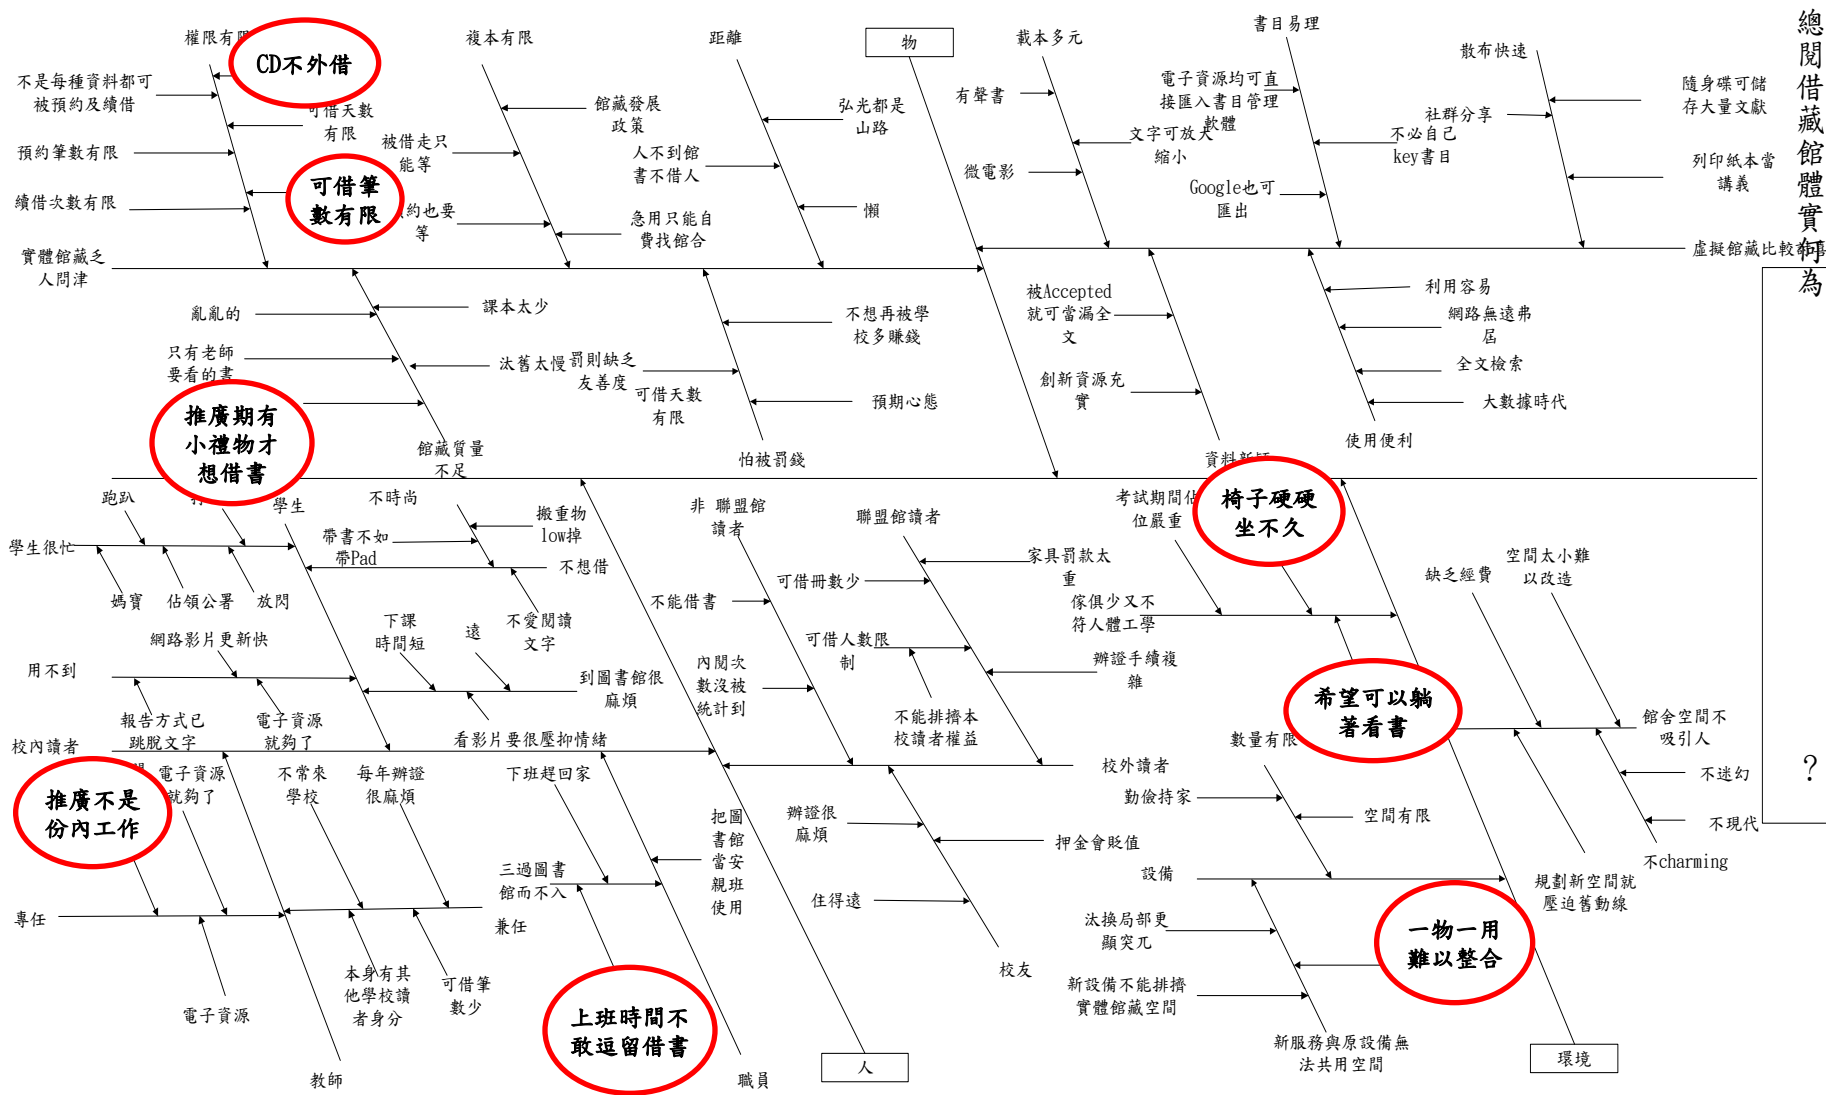 權限有限
CD不外借
不是每種資料都可
被預約及續借
可借天數
有限
預約筆數有限
可借筆
數有限
續借次數有限
實體館藏乏
人問津
複本有限
館藏發展
政策
被借走只
能等
約也要
等
急用只能自
費找館合
距離
弘光都是
山路
人不到館
書不借人
懶
物
載本多元
有聲書
文字可放大
縮小
微電影
書目易理
電子資源均可直
接匯入書目管理
軟體
不必自己
key書目
Google也可
匯出
散布快速
隨身碟可儲
存大量文獻
社群分享
列印紙本當
講義
虛擬館藏比較
總閱借藏館體實何為
?
亂亂的
課本太少
只有老師
要看的書
汰舊太慢
推廣期有
小禮物才
想借書
館藏質量
不足
不想再被學
校多賺錢
罰則缺乏
友善度
可借天數
有限
預期心態
怕被罰錢
被Accepted
就可當漏全
文
創新資源充
實
資料新穎
利用容易
網路無遠弗
屆
全文檢索
大數據時代
使用便利
跑趴
學生
學生很忙
媽寶
佔領公署
放閃
不時尚
搬重物
low掉
帶書不如
帶Pad
不想借
不愛閱讀
文字
網路影片更新快
用不到
報告方式已
跳脫文字
電子資源
就夠了
下課
時間短
遠
到圖書館很
麻煩
看影片要很壓抑情緒
校內讀者
非 聯盟館
讀者
不能借書
內閱次
數沒被
統計到
聯盟館讀者
家具罰款太
重
可借冊數少
可借人數限
制
辦證手續複
雜
不能排擠本
校讀者權益
校外讀者
考試期間佔
位嚴重
椅子硬硬
坐不久
傢俱少又不
符人體工學
希望可以躺
著看書
缺乏經費
空間太小難
以改造
館舍空間不
吸引人
不迷幻
不現代
不charming
規劃新空間就
壓迫舊動線
推廣不是
份內工作
電子資源
就夠了
不常來
學校
每年辦證
很麻煩
專任
電子資源
兼任
本身有其
他學校讀
者身分
可借筆
數少
教師
下班趕回家
三過圖書
館而不入
把圖
書館
當安
親班
使用
上班時間不
敢逗留借書
職員
辦證很
麻煩
押金會貶值
住得遠
校友
人
數量有限
勤儉持家
空間有限
設備
汰換局部更
顯突兀
一物一用
難以整合
新設備不能排擠
實體館藏空間
新服務與原設備無
法共用空間
環境